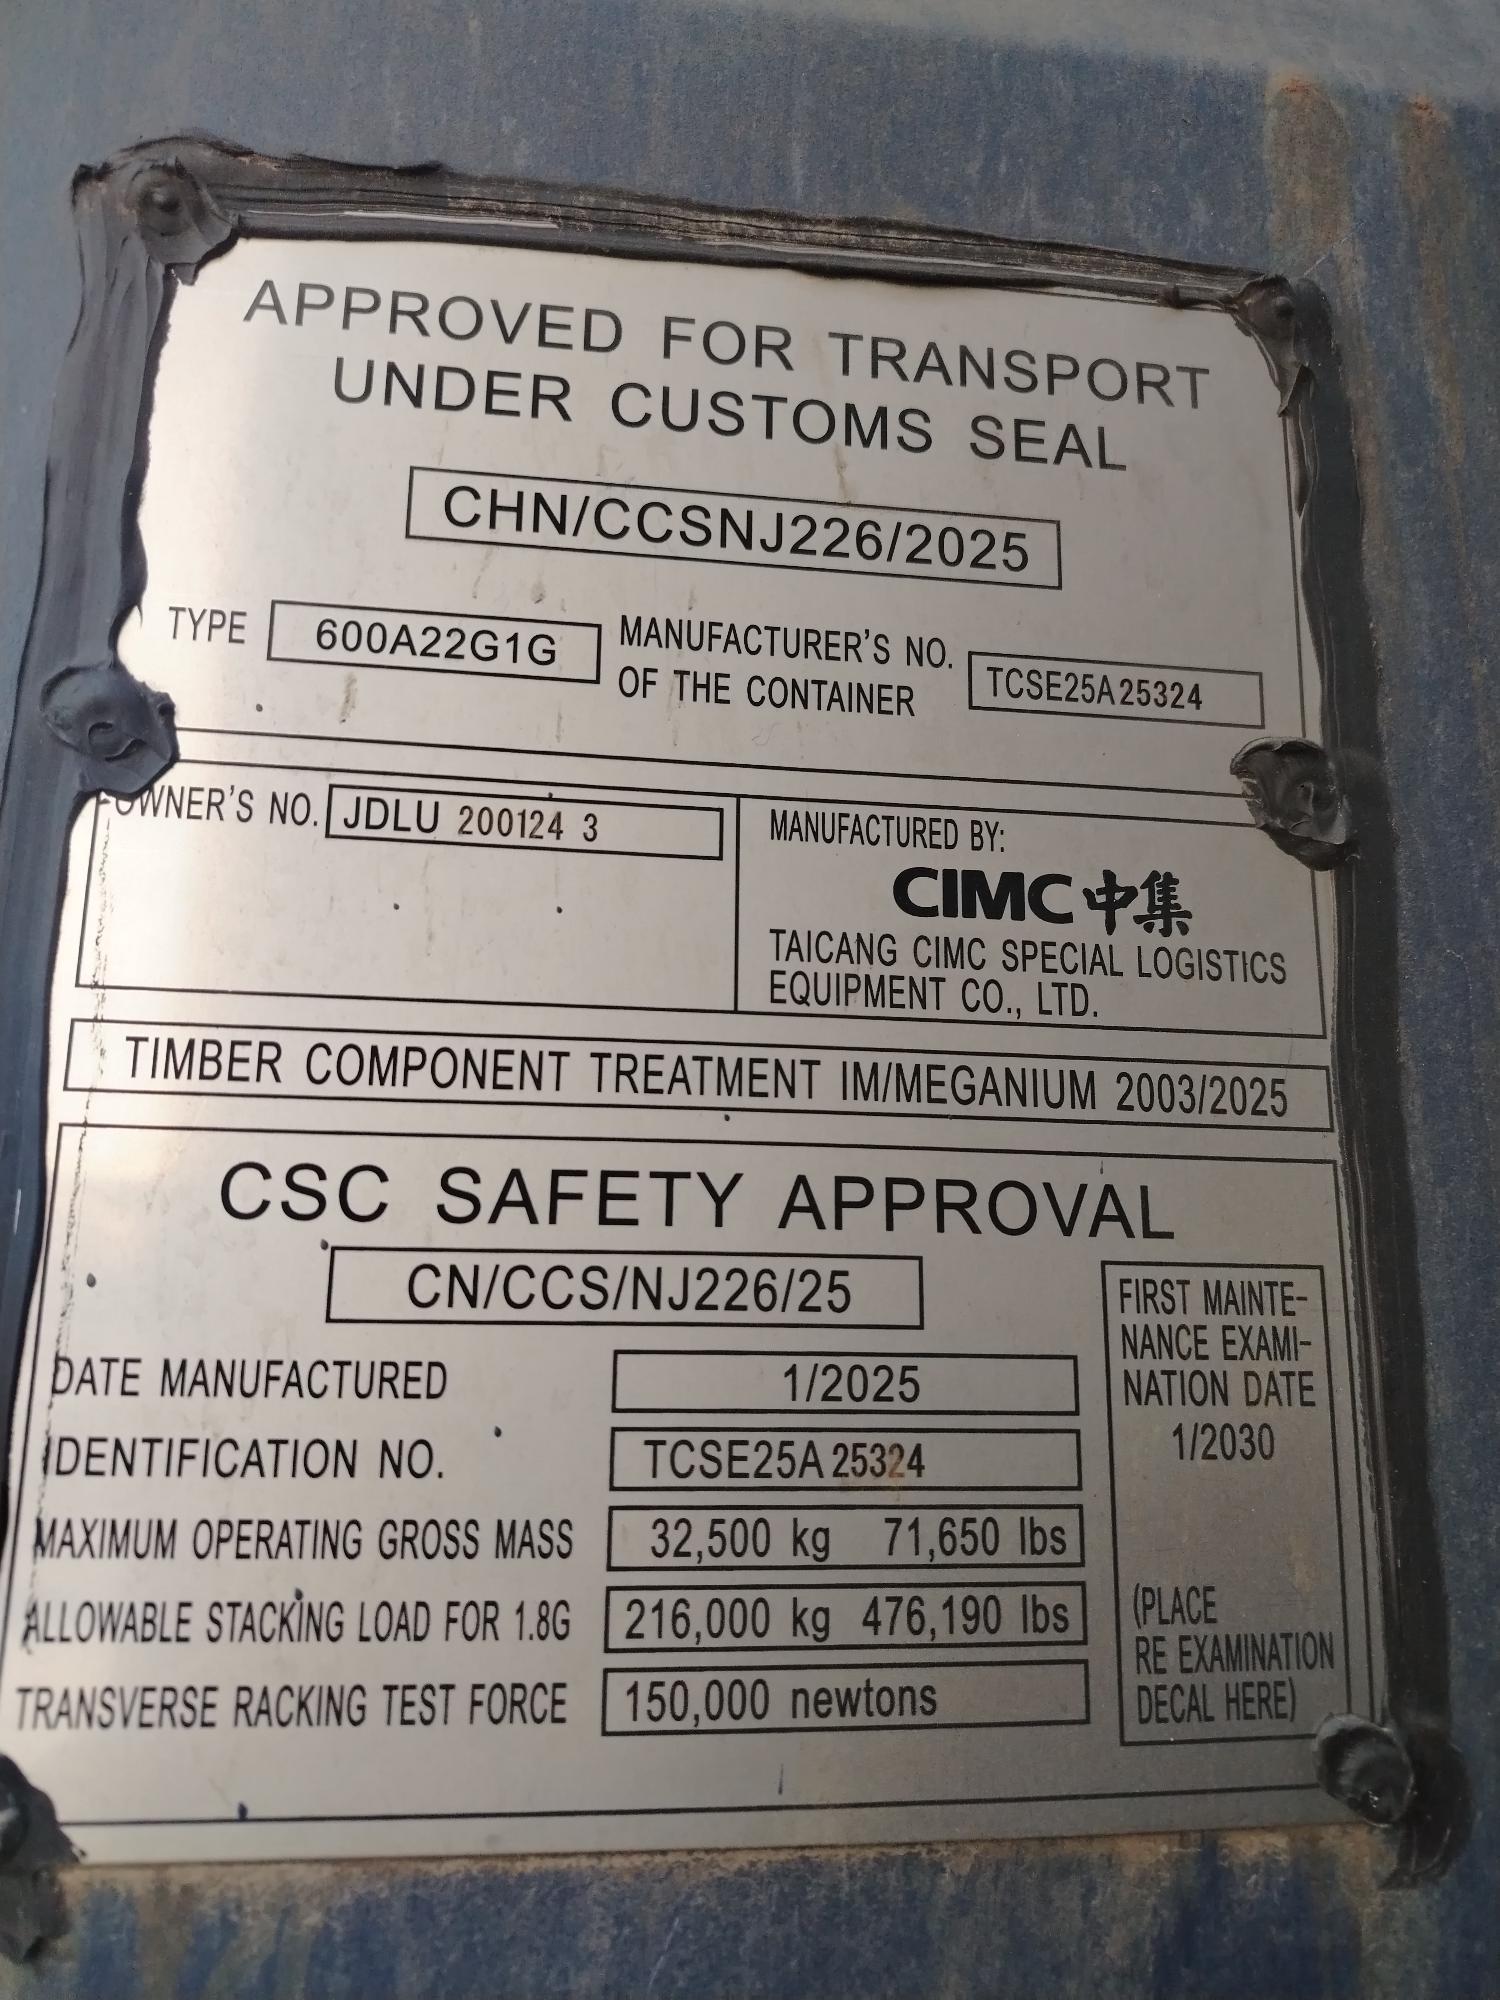 APPROVED FOR TRANSPORT
UNDER CUSTOMS SEAL
CHN/CCSNJ226/2025
TYPE 600A22G1G MANUFACTURER'S NO. OF THE CONTAINER TCSE25A25324
OWNER'S NO. JDLU 200124 3
MANUFACTURED BY:
CIMC 中集
TAICANG CIMC SPECIAL LOGISTICS
EQUIPMENT CO., LTD.
TIMBER COMPONENT TREATMENT IM/MEGANIUM 2003/2025
CSC SAFETY APPROVAL
CN/CCS/NJ226/25
DATE MANUFACTURED 1/2025
IDENTIFICATION NO. TCSE25A25324
MAXIMUM OPERATING GROSS MASS 32,500 kg 71,650 lbs
ALLOWABLE STACKING LOAD FOR 1.8G 216,000 kg 476,190 lbs
TRANSVERSE RACKING TEST FORCE 150,000 newtons
FIRST MAINTE-
NANCE EXAMI-
NATION DATE
1/2030
(PLACE
RE EXAMINATION
DECAL HERE)